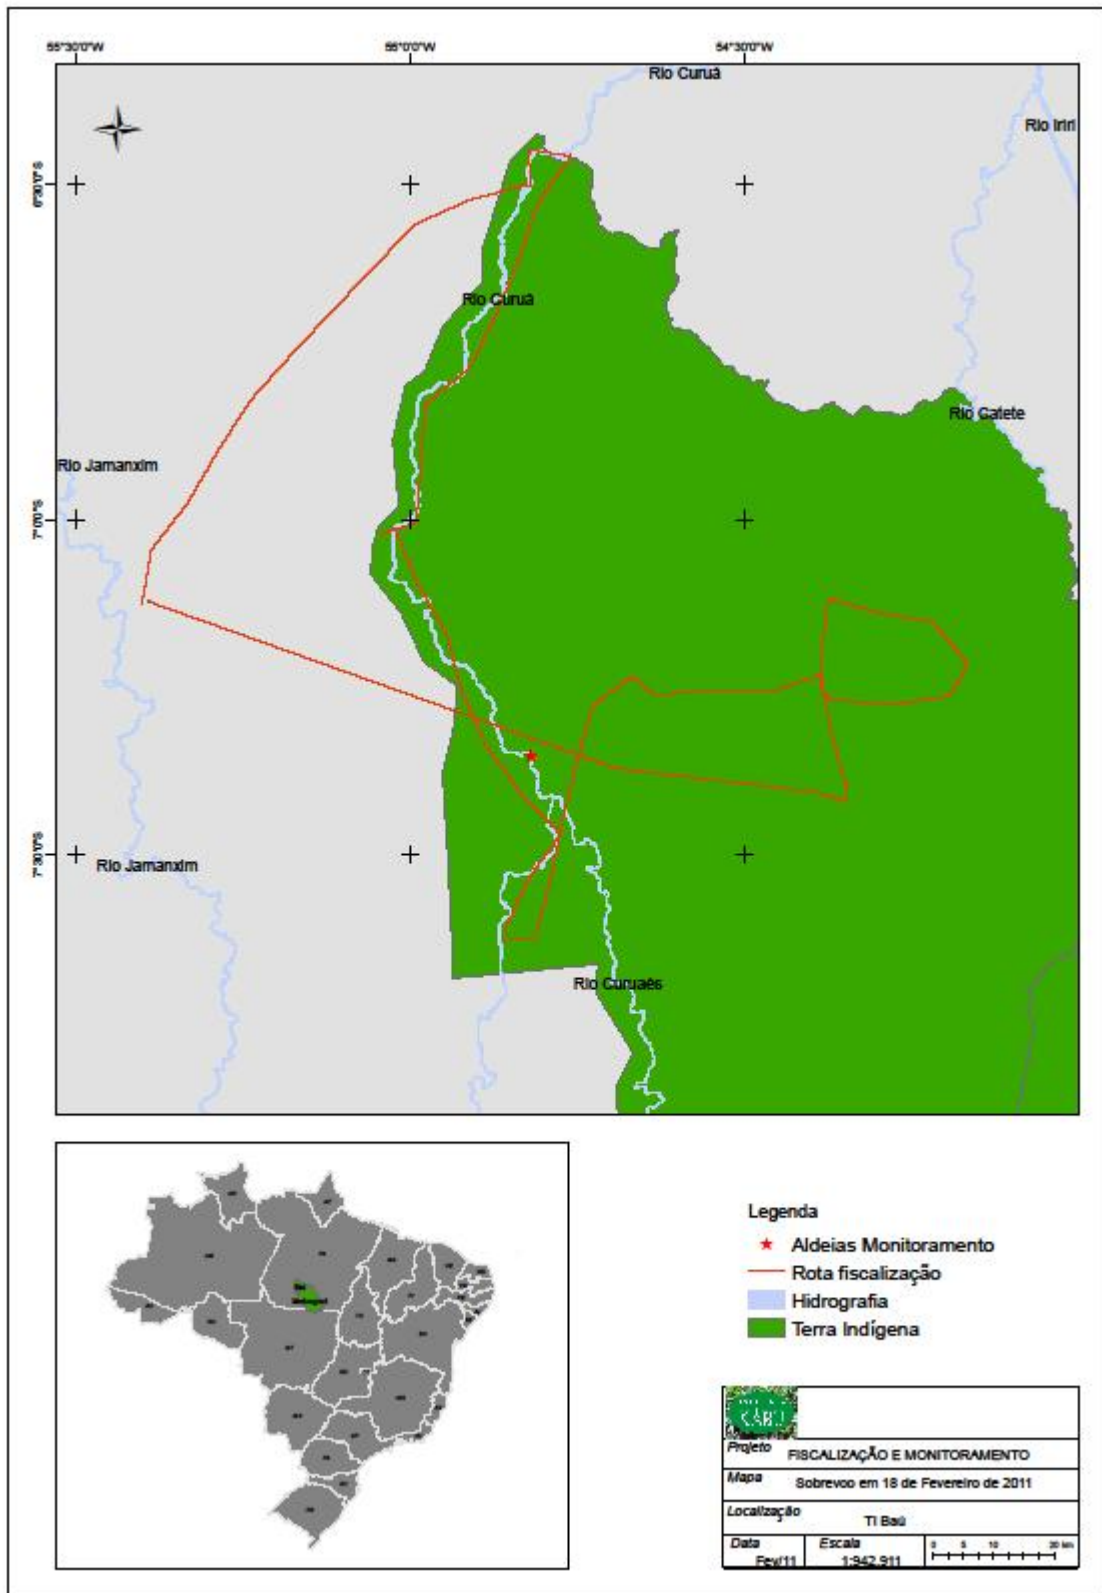 55°30'0"W
55°0'0"W
54°30'0"W
Rio Curuá
Rio Iriri
6°30'0"S
Rio Curuá
Rio Catete
Rio Jamanxim
7°0'0"S
7°30'0"S
Rio Jamanxim
Rio Curuaês
Legenda
Aldeias Monitoramento
Rota fiscalização
Hidrografia
Terra Indígena
KABU
Projeto FISCALIZAÇÃO E MONITORAMENTO
Mapa Sobrevoo em 18 de Fevereiro de 2011
Localização TI Baú
Data Escala 0 5 10 20 km
Fev/11 1:942.911